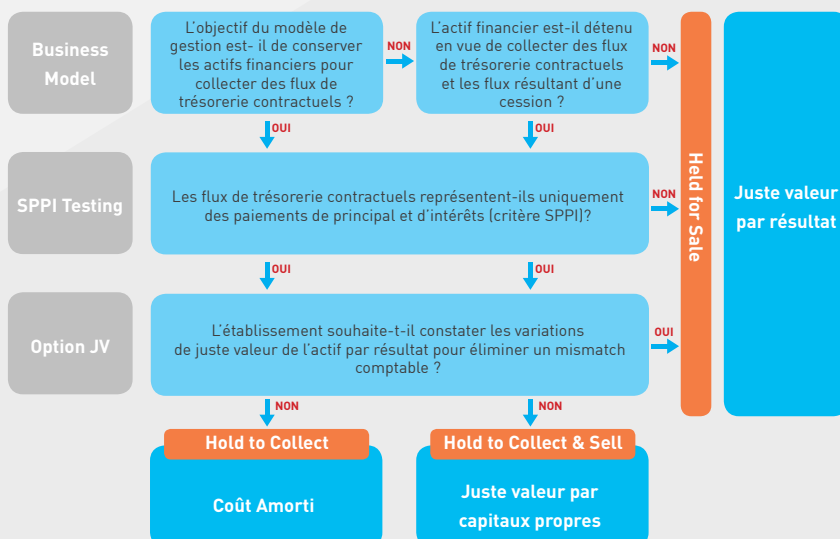 Business
Model
L'objectif du modèle de
gestion est- il de conserver
les actifs financiers pour
collecter des flux de
trésorerie contractuels ?
NON
L'actif financier est-il détenu
en vue de collecter des flux
de trésorerie contractuels
et les flux résultant d'une
cession ?
NON
OUI
OUI
SPPI Testing
Les flux de trésorerie contractuels représentent-ils uniquement
des paiements de principal et d'intérêts (critère SPPI)?
NON
Held for Sale
Juste valeur
par résultat
OUI
OUI
Option JV
L'établissement souhaite-t-il constater les variations
de juste valeur de l'actif par résultat pour éliminer un mismatch
comptable ?
OUI
NON
NON
Hold to Collect
Coût Amorti
Hold to Collect & Sell
Juste valeur par
capitaux propres